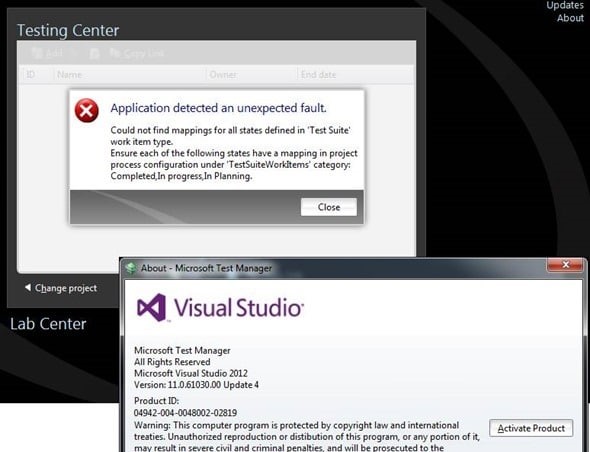 Updates
About
Testing Center
Add
Copy Link
ID Name Owner End date
Application detected an unexpected fault.
Could not find mappings for all states defined in 'Test Suite'
work item type.
Ensure each of the following states have a mapping in project
process configuration under 'TestSuiteWorkItems' category:
Completed,In progress,In Planning.
Close
Change project
Lab Center
About - Microsoft Test Manager
Visual Studio
Microsoft Test Manager
All Rights Reserved
Microsoft Visual Studio 2012
Version: 11.0.61030.00 Update 4
Product ID:
04942-004-0048002-02819
Warning: This computer program is protected by copyright law and international
treaties. Unauthorized reproduction or distibution of this program, or any portion of it,
may result in severe civil and criminal penalties, and will be prosecuted to the
Activate Product